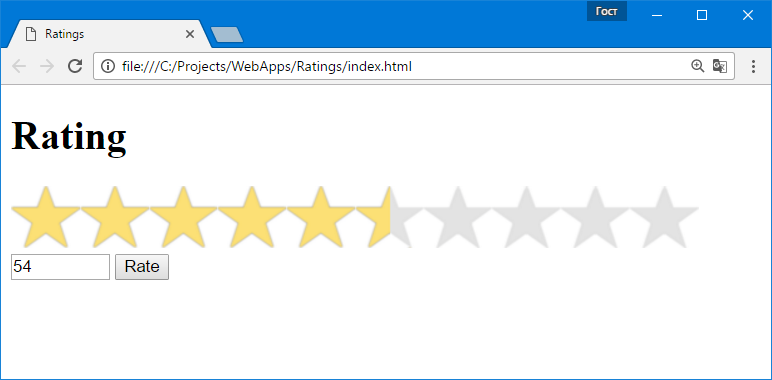 Гост
Ratings
file:///C:/Projects/WebApps/Ratings/index.html
Rating
54
Rate